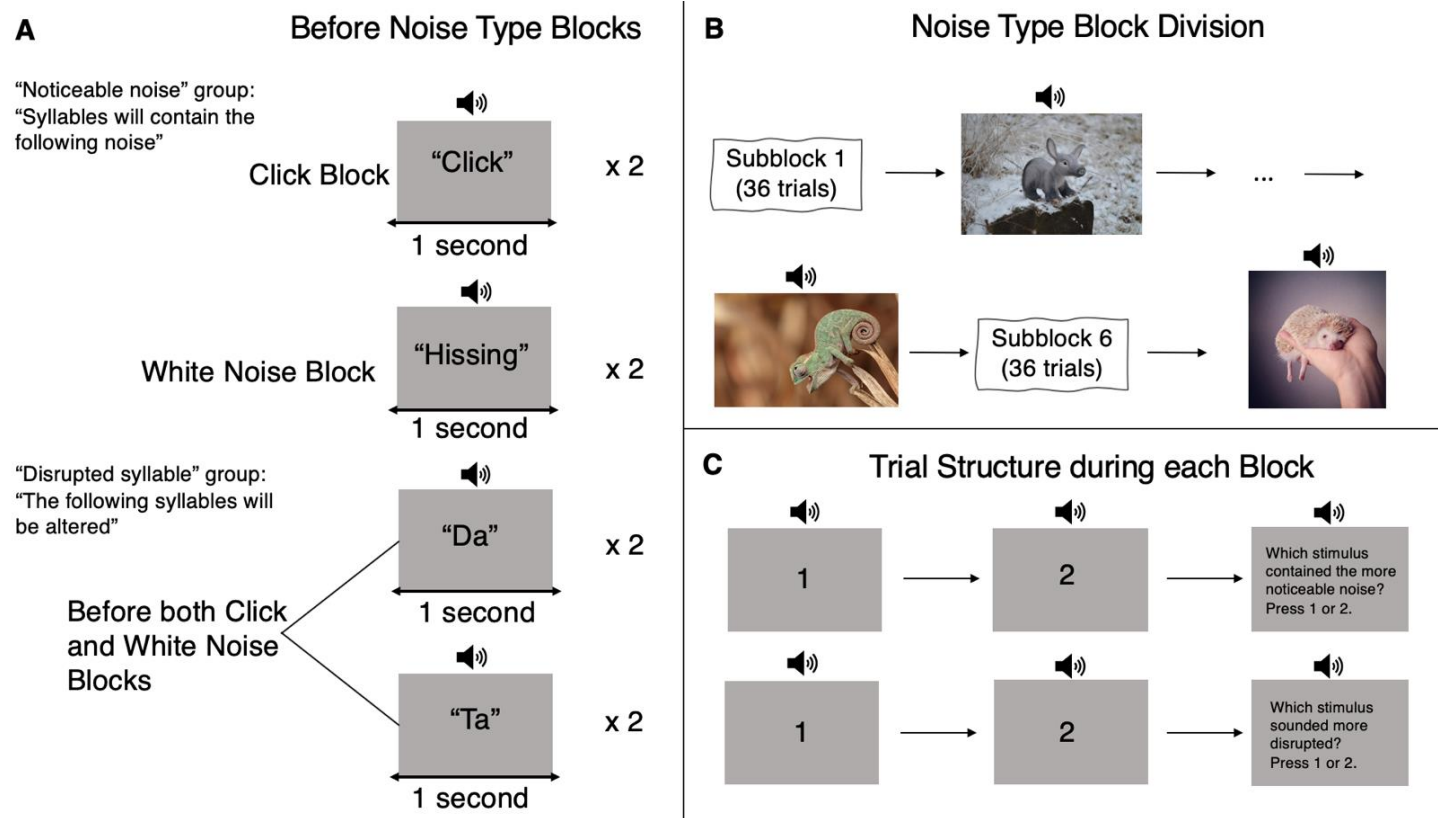 A
Before Noise Type Blocks
“Noticeable noise” group:
“Syllables will contain the
following noise”
Click Block
“Click”
x 2
1 second
White Noise Block
“Hissing”
x 2
1 second
“Disrupted syllable” group:
“The following syllables will
be altered”
“Da”
x 2
1 second
Before both Click
and White Noise
Blocks
“Ta”
x 2
1 second
B
Noise Type Block Division
Subblock 1
(36 trials)
...
Subblock 6
(36 trials)
C
Trial Structure during each Block
1
2
Which stimulus
contained the more
noticeable noise?
Press 1 or 2.
1
2
Which stimulus
sounded more
disrupted?
Press 1 or 2.